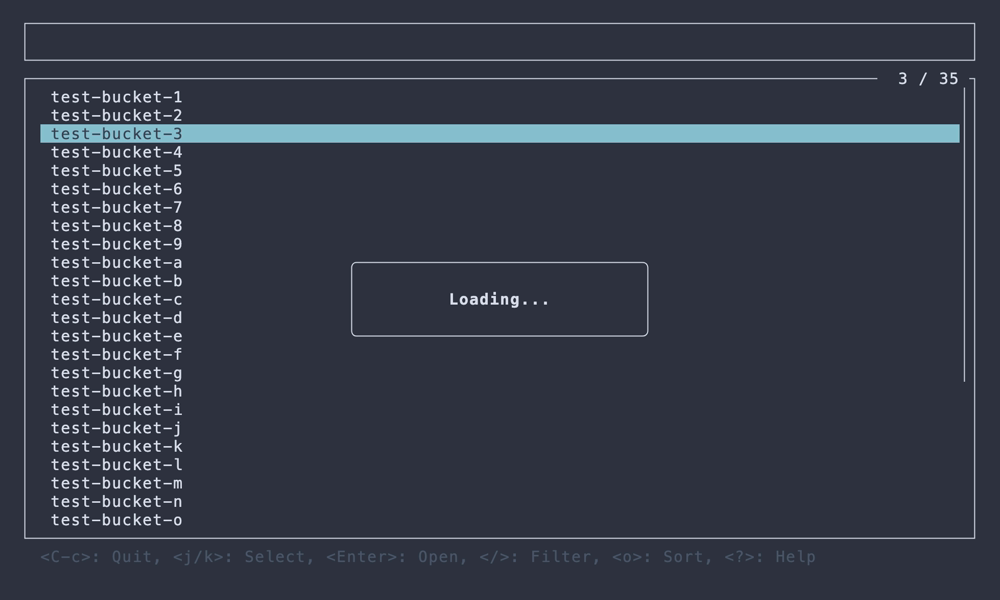 3 / 35
test-bucket-1
test-bucket-2
test-bucket-3
test-bucket-4
test-bucket-5
test-bucket-6
test-bucket-7
test-bucket-8
test-bucket-9
test-bucket-a
test-bucket-b
test-bucket-c
Loading...
test-bucket-d
test-bucket-e
test-bucket-f
test-bucket-g
test-bucket-h
test-bucket-i
test-bucket-j
test-bucket-k
test-bucket-l
test-bucket-m
test-bucket-n
test-bucket-o
<C-c>: Quit, <j/k>: Select, <Enter>: Open, </>: Filter, <o>: Sort, <?>: Help